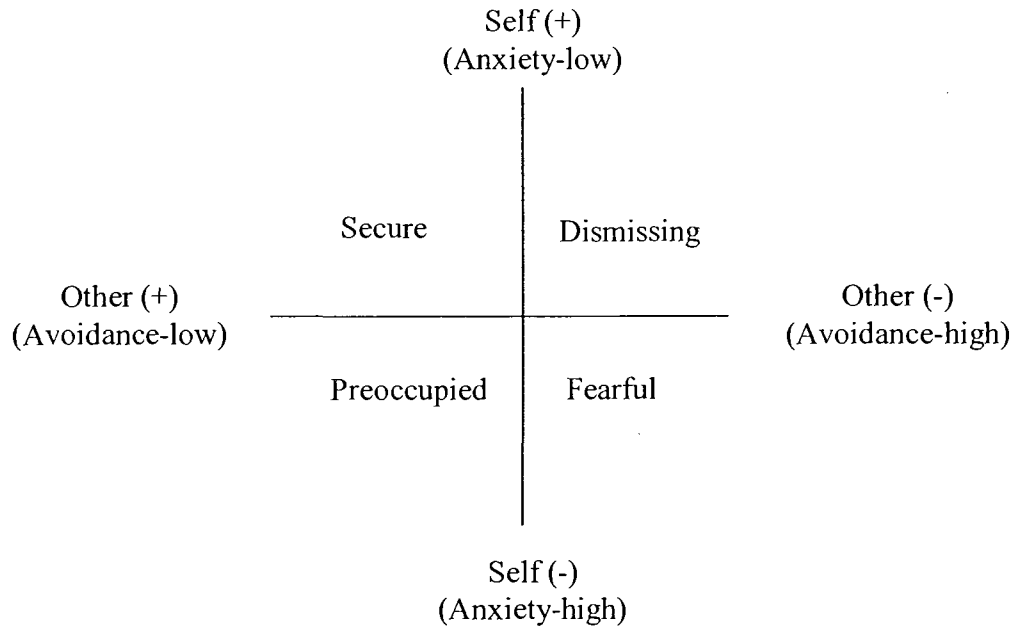 Self (+)
(Anxiety-low)
Secure
Dismissing
Other (+)
(Avoidance-low)
Other (-)
(Avoidance-high)
Preoccupied
Fearful
Self (-)
(Anxiety-high)